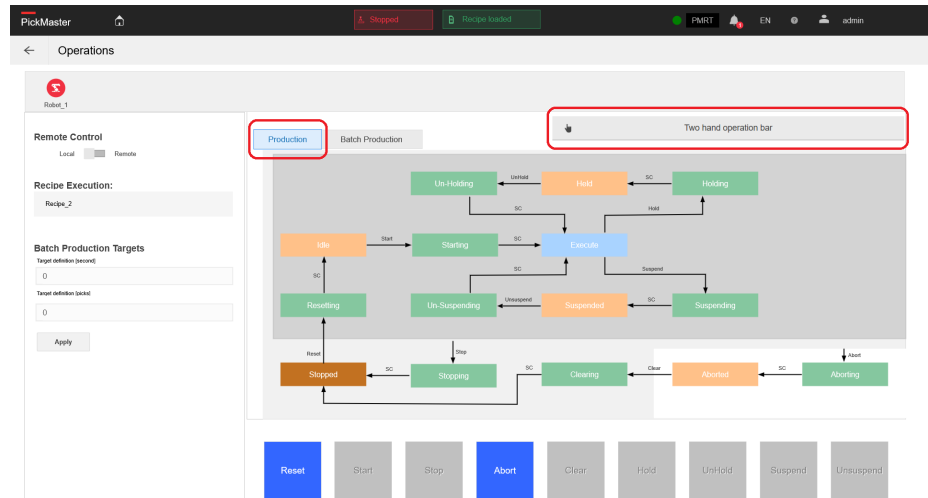 PickMaster
Stopped
Recipe loaded
PMRT
EN
admin
Operations
Robot_1
Remote Control
Local
Remote
Recipe Execution:
Recipe_2
Batch Production Targets
Target definition [second]
0
Target definition [picks]
0
Apply
Production
Batch Production
Two hand operation bar
Un-Holding
UnHold
Hold
SC
Holding
SC
Hold
Idle
Start
Starting
SC
Execute
SC
SC
Suspend
Resetting
Un-Suspending
Unsuspend
Suspended
SC
Suspending
Reset
Stop
Abort
Stopped
SC
Stopping
SC
Clearing
Clear
Aborted
SC
Aborting
Reset
Start
Stop
Abort
Clear
Hold
UnHold
Suspend
Unsuspend